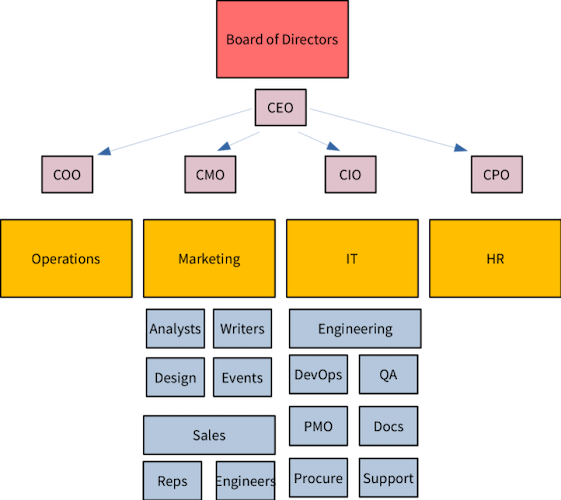 Board of Directors
CEO
COO
CMO
CIO
CPO
Operations
Marketing
IT
HR
Analysts
Writers
Engineering
Design
Events
DevOps
QA
Sales
PMO
Docs
Reps
Engineers
Procure
Support